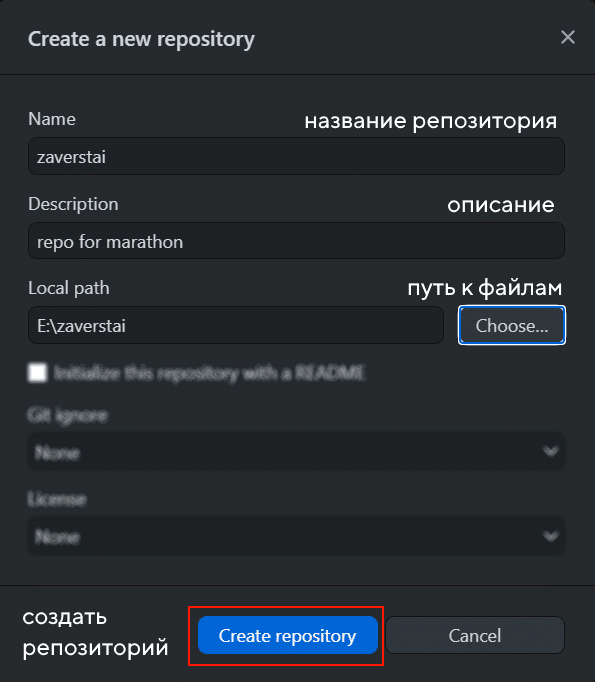 Create a new repository
Name
название репозитория
zaverstai
Description
описание
repo for marathon
Local path
путь к файлам
E:\zaverstai
Choose...
Initialize this repository with a README
Git ignore
None
License
None
создать
репозиторий
Create repository
Cancel